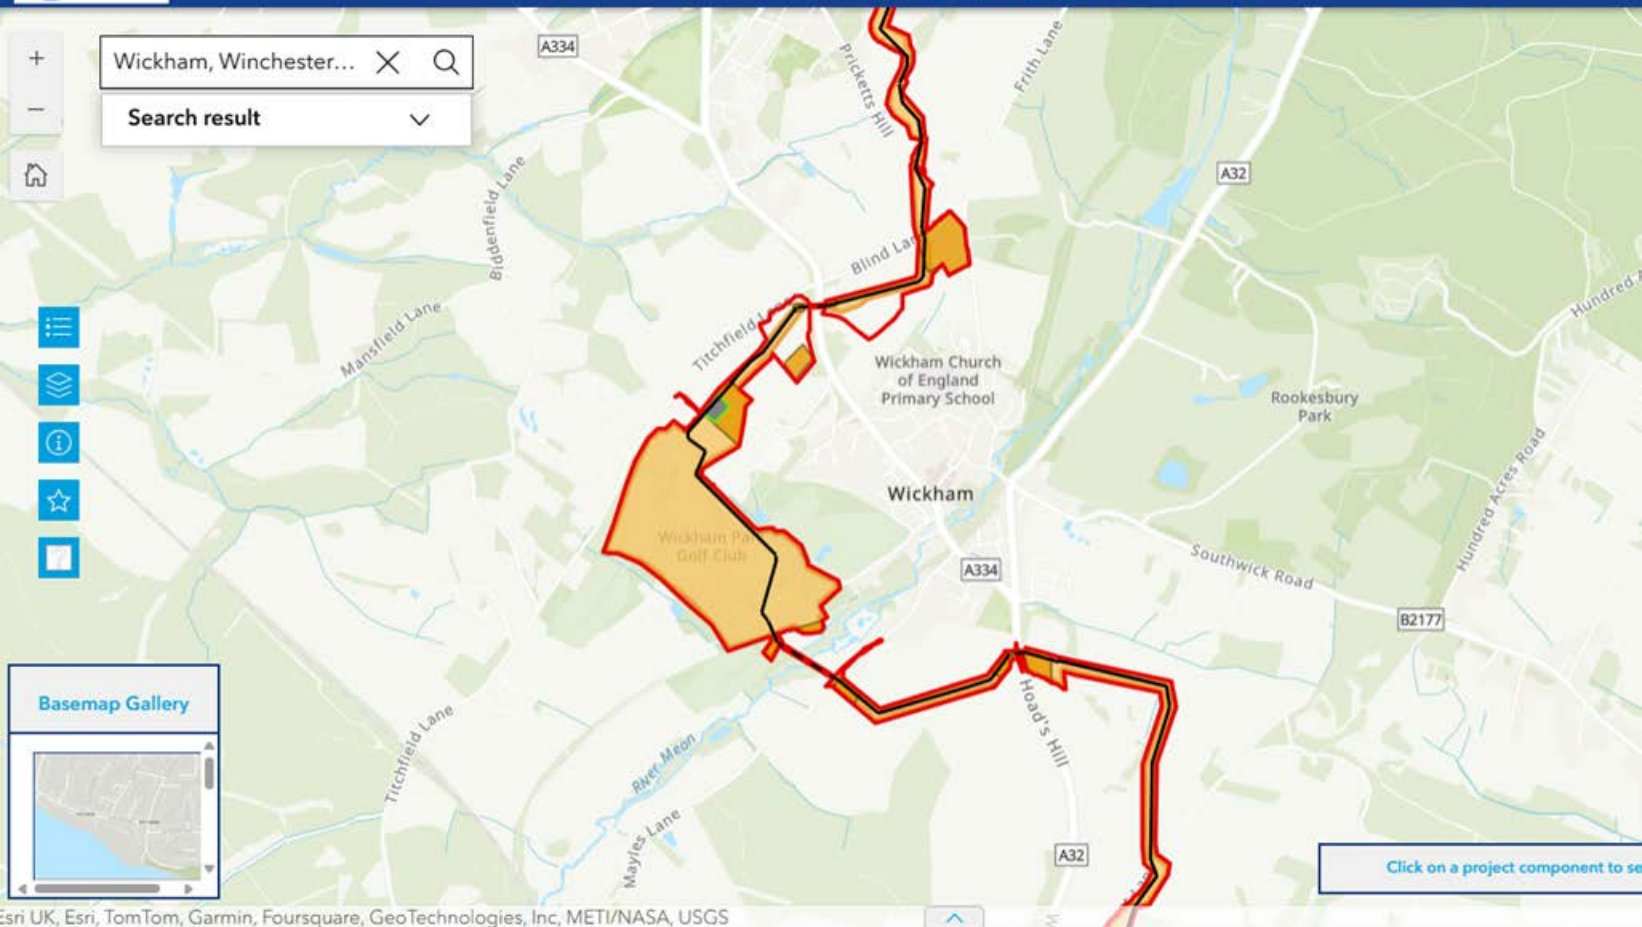 A334
Wickham, Winchester...
Search result
Pricketts Hill
Frith Lane
A32
Biddenfield Lane
Blind La
Hundred A
Mansfield Lane
Titchfield L
Wickham Church
of England
Primary School
Rookesbury
Park
Wickham
Hundred Acres Road
Wickham Pa
Golf Club
A334
Southwick Road
B2177
Basemap Gallery
Hoad's Hill
Titchfield Lane
River Meon
Mayles Lane
A32
Click on a project component to se
Esri UK, Esri, TomTom, Garmin, Foursquare, GeoTechnologies, Inc, METI/NASA, USGS